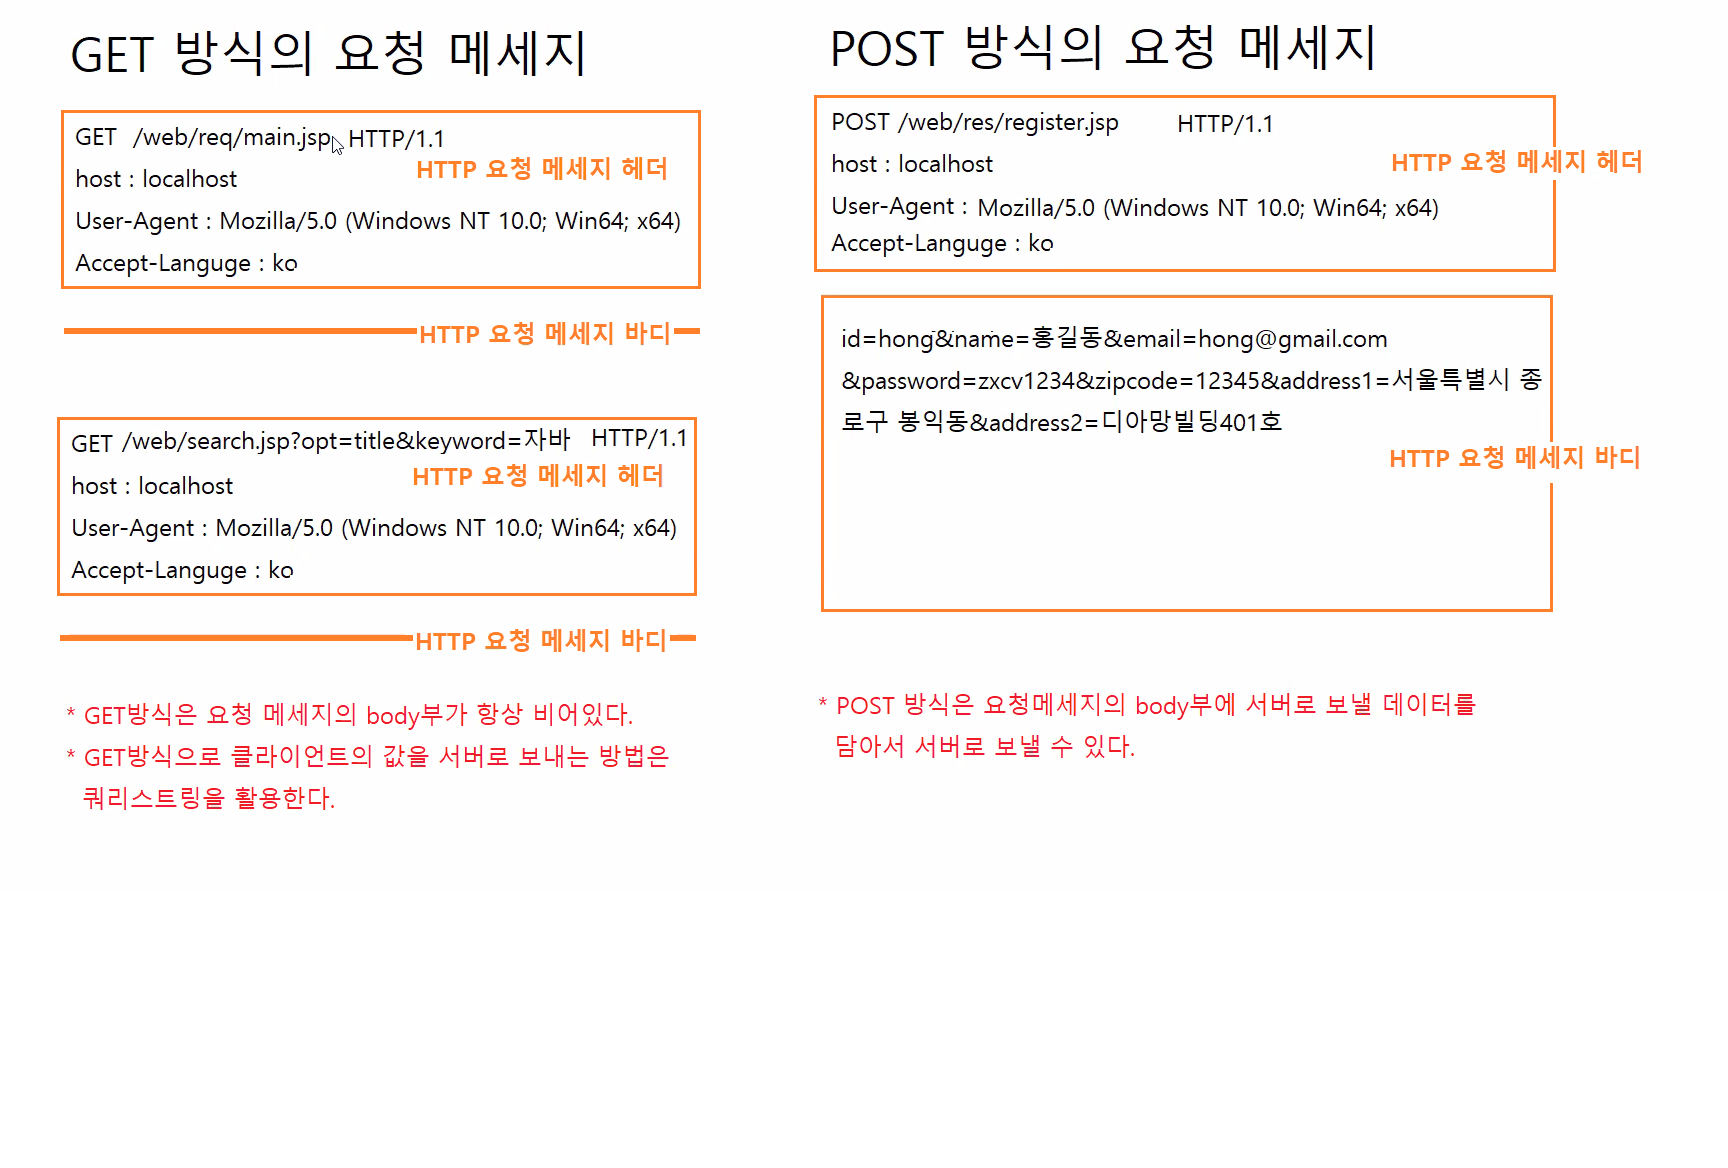 GET 방식의 요청 메세지
GET /web/req/main.jsp HTTP/1.1
HTTP 요청 메세지 헤더
host : localhost
User-Agent : Mozilla/5.0 (Windows NT 10.0; Win64; x64)
Accept-Languge : ko
HTTP 요청 메세지 바디
GET /web/search.jsp?opt=title&keyword=자바 HTTP/1.1
HTTP 요청 메세지 헤더
host : localhost
User-Agent : Mozilla/5.0 (Windows NT 10.0; Win64; x64)
Accept-Languge : ko
HTTP 요청 메세지 바디
* GET방식은 요청 메세지의 body부가 항상 비어있다.
* GET방식으로 클라이언트의 값을 서버로 보내는 방법은
쿼리스트링을 활용한다.
POST 방식의 요청 메세지
POST /web/res/register.jsp HTTP/1.1
HTTP 요청 메세지 헤더
host : localhost
User-Agent : Mozilla/5.0 (Windows NT 10.0; Win64; x64)
Accept-Languge : ko
id=hong&name=홍길동&email=hong@gmail.com
&password=zxcv1234&zipcode=12345&address1=서울특별시 종
로구 봉익동&address2=디아망빌딩401호
HTTP 요청 메세지 바디
* POST 방식은 요청메세지의 body부에 서버로 보낼 데이터를
담아서 서버로 보낼 수 있다.